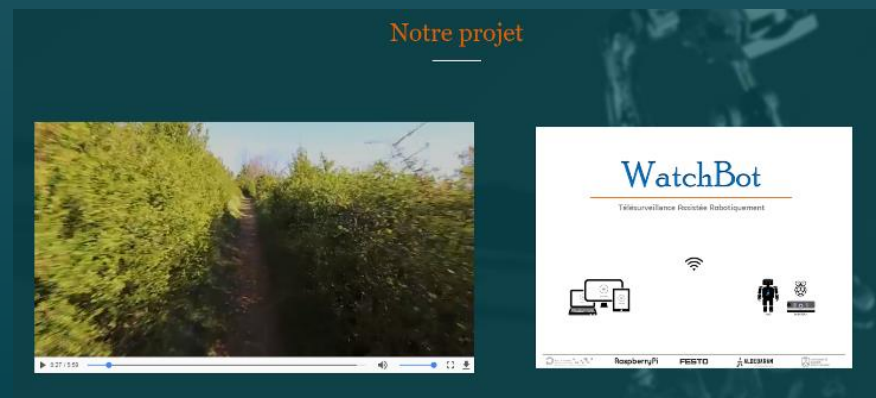 Notre projet
WatchBot
Télésurveillance Assistée Robotiquement
RaspberryPi
FESTO
ALDEBARAN